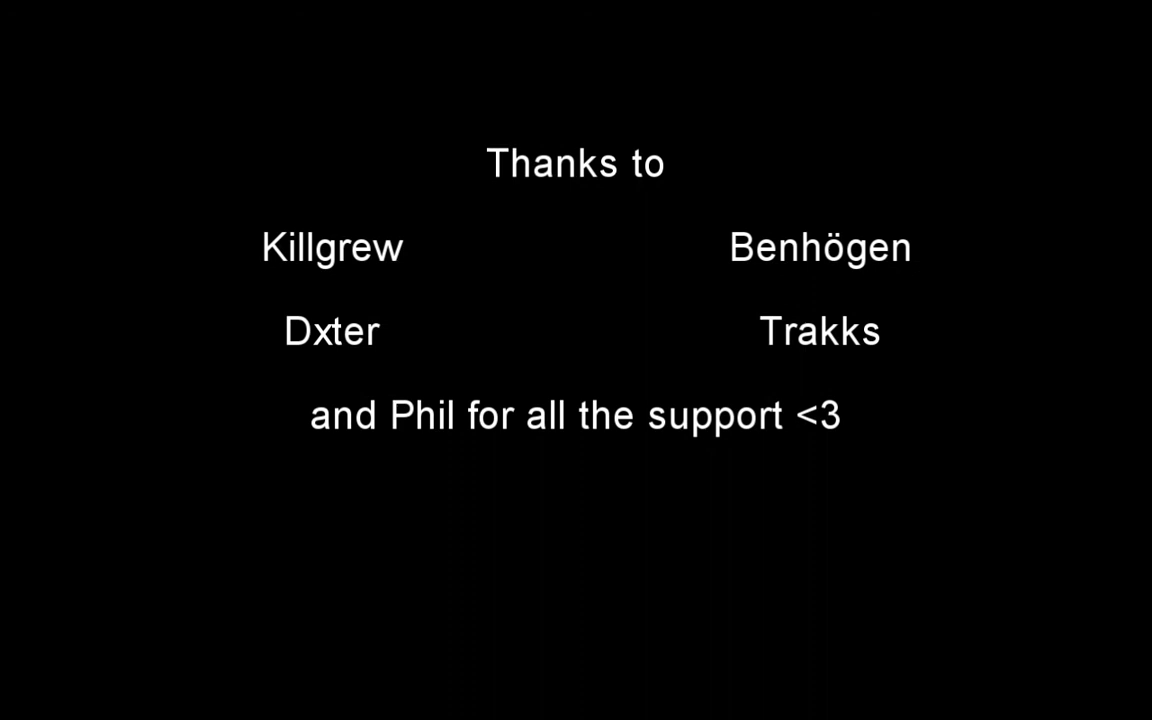 Thanks to
Killgrew Benhögen
Dxter Trakks
and Phil for all the support <3